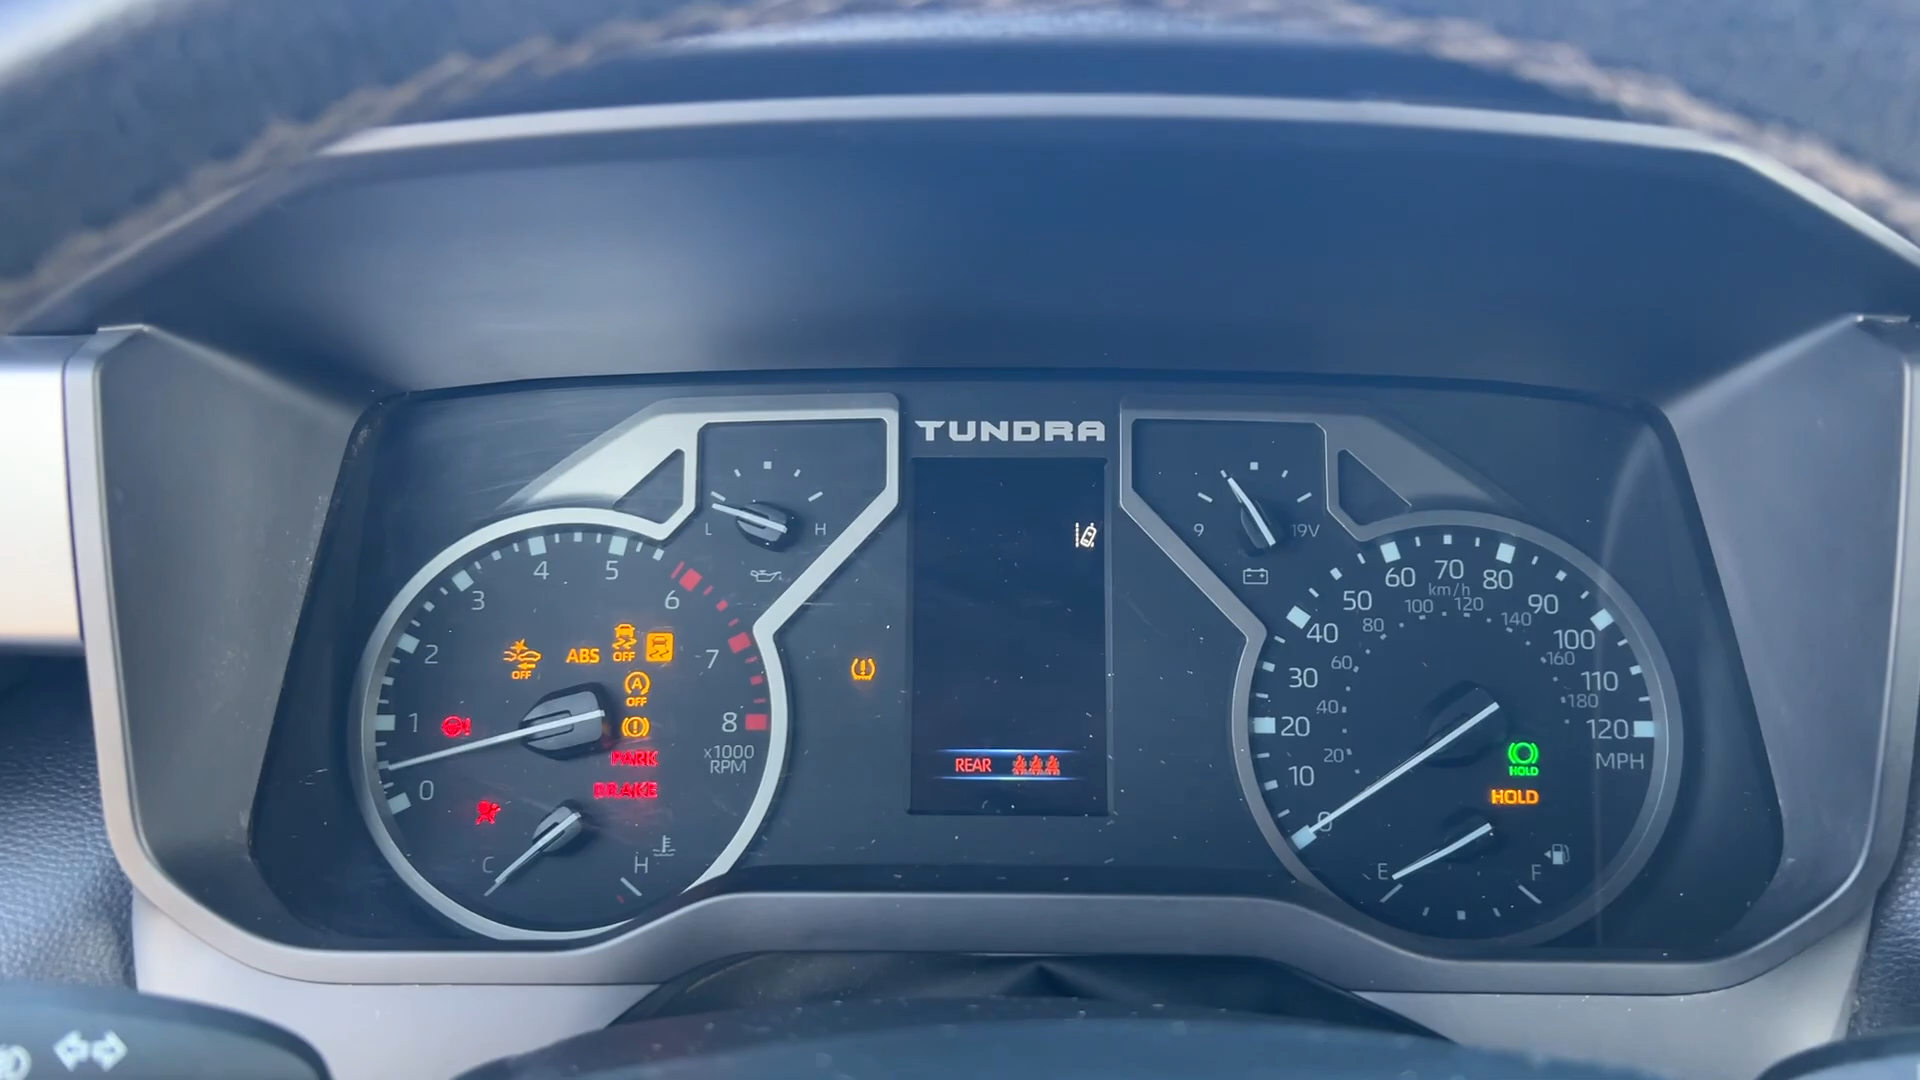 TUNDRA
L H
9 19V
0 1 2 3 4 5 6 7 8
x1000
RPM
OFF
ABS
OFF
OFF
PARK
BRAKE
C H
REAR
0 10 20 30 40 50 60 70 80 90 100 110 120
MPH
km/h
20 40 60 80 100 120 140 160 180
HOLD
HOLD
E F